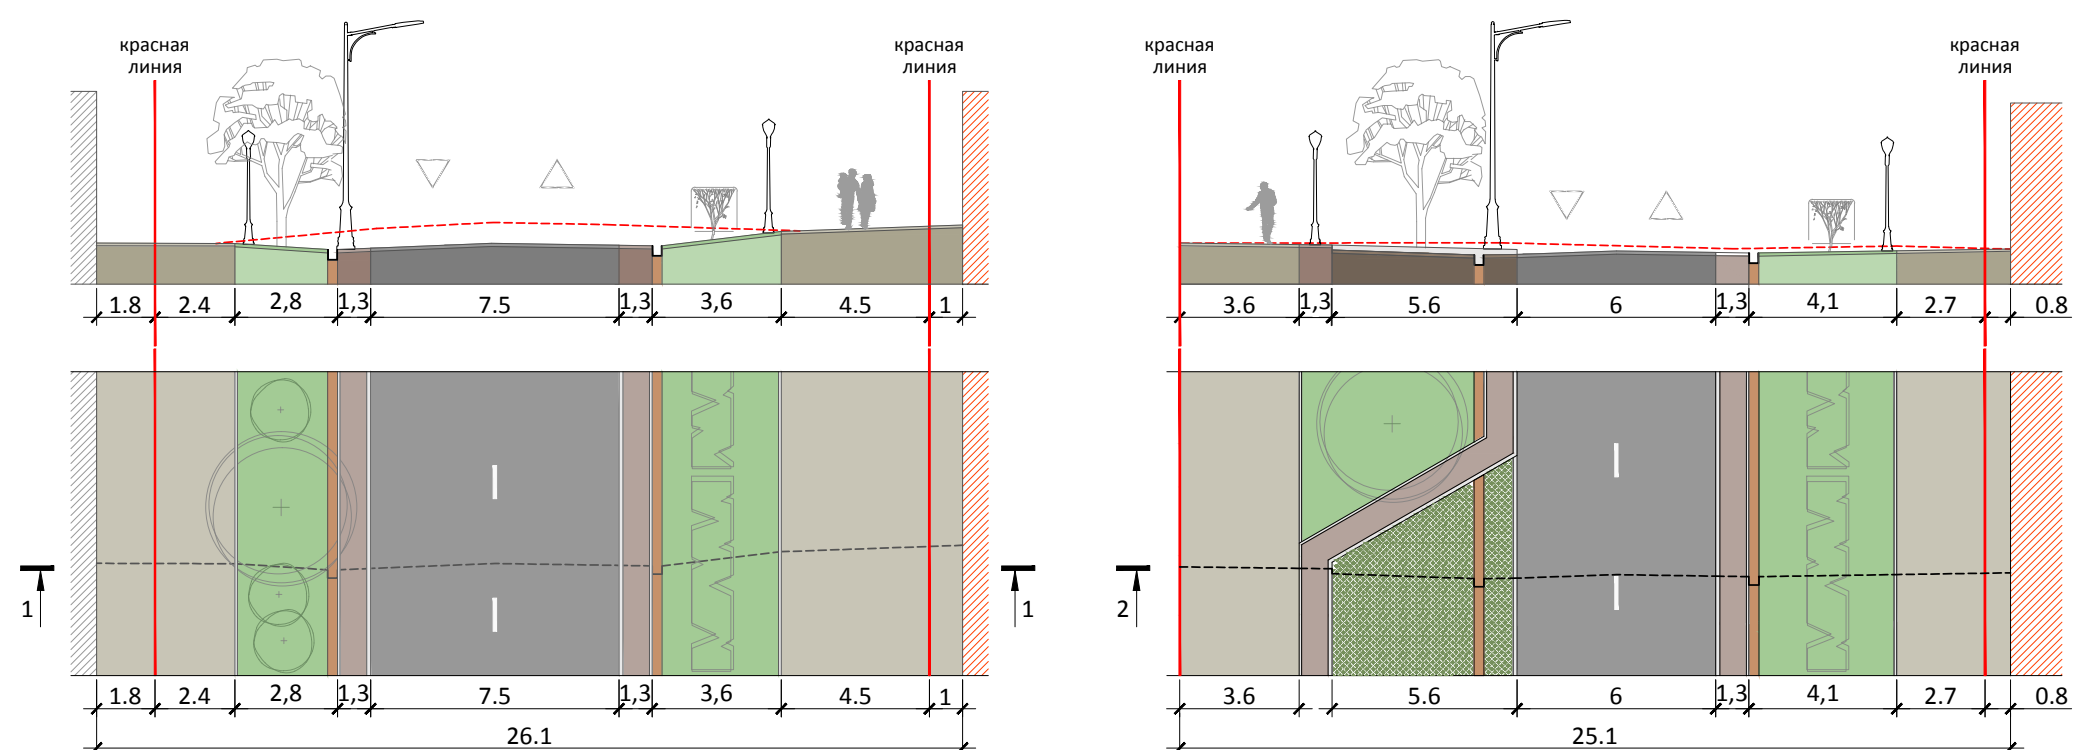 красная
линия
красная
линия
1.8 2.4 2,8 1,3 7.5 1,3 3,6 4.5 1
1 1
1.8 2.4 2,8 1,3 7.5 1,3 3,6 4.5 1
26.1
красная
линия
красная
линия
3.6 1,3 5.6 6 1,3 4,1 2.7 0.8
2
3.6 5.6 6 1,3 4,1 2.7 0.8
25.1